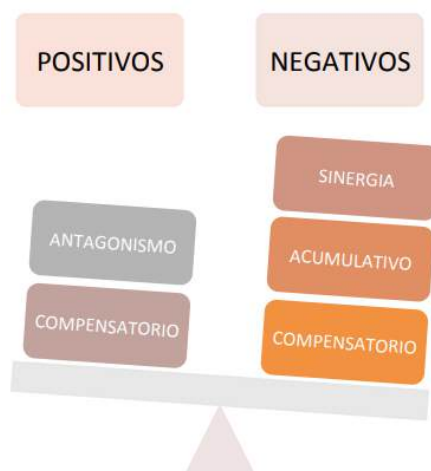 POSITIVOS
NEGATIVOS
ANTAGONISMO
COMPENSATORIO
SINERGIA
ACUMULATIVO
COMPENSATORIO